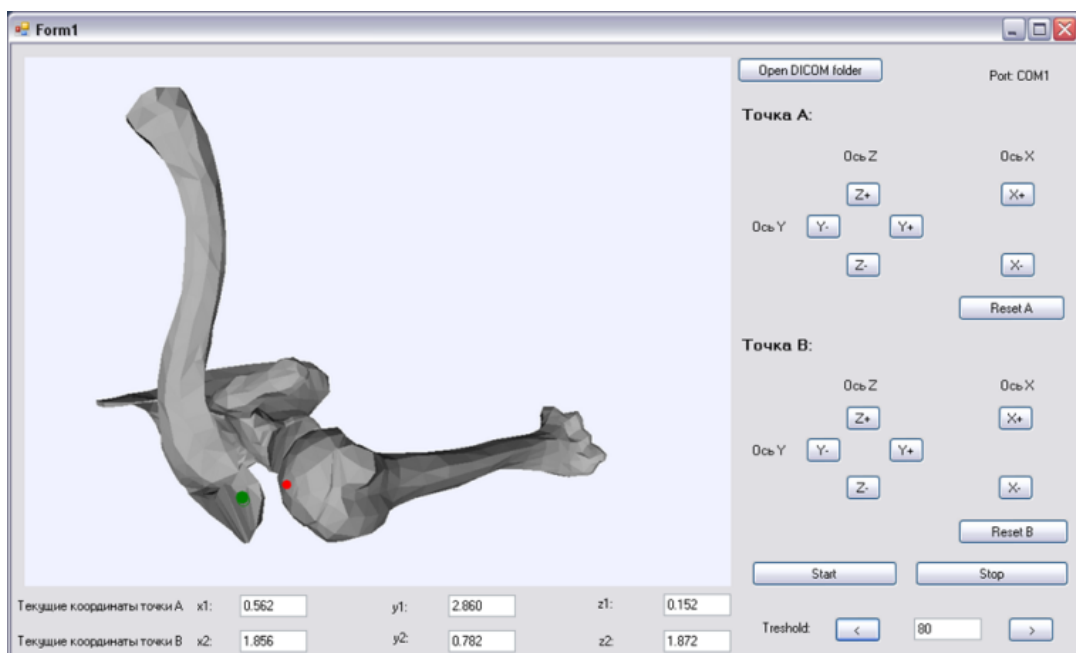 Form1
Open DICOM folder
Port: COM1
Точка А:
Ось Z Ось X
Z+ X+
Ось Y Y- Y+
Z- X-
Reset A
Точка В:
Ось Z Ось X
Z+ X+
Ось Y Y- Y+
Z- X-
Reset B
Start Stop
Текущие координаты точки А x1: 0.562 y1: 2.860 z1: 0.152
Текущие координаты точки В x2: 1.856 y2: 0.782 z2: 1.872
Treshold: < 80 >